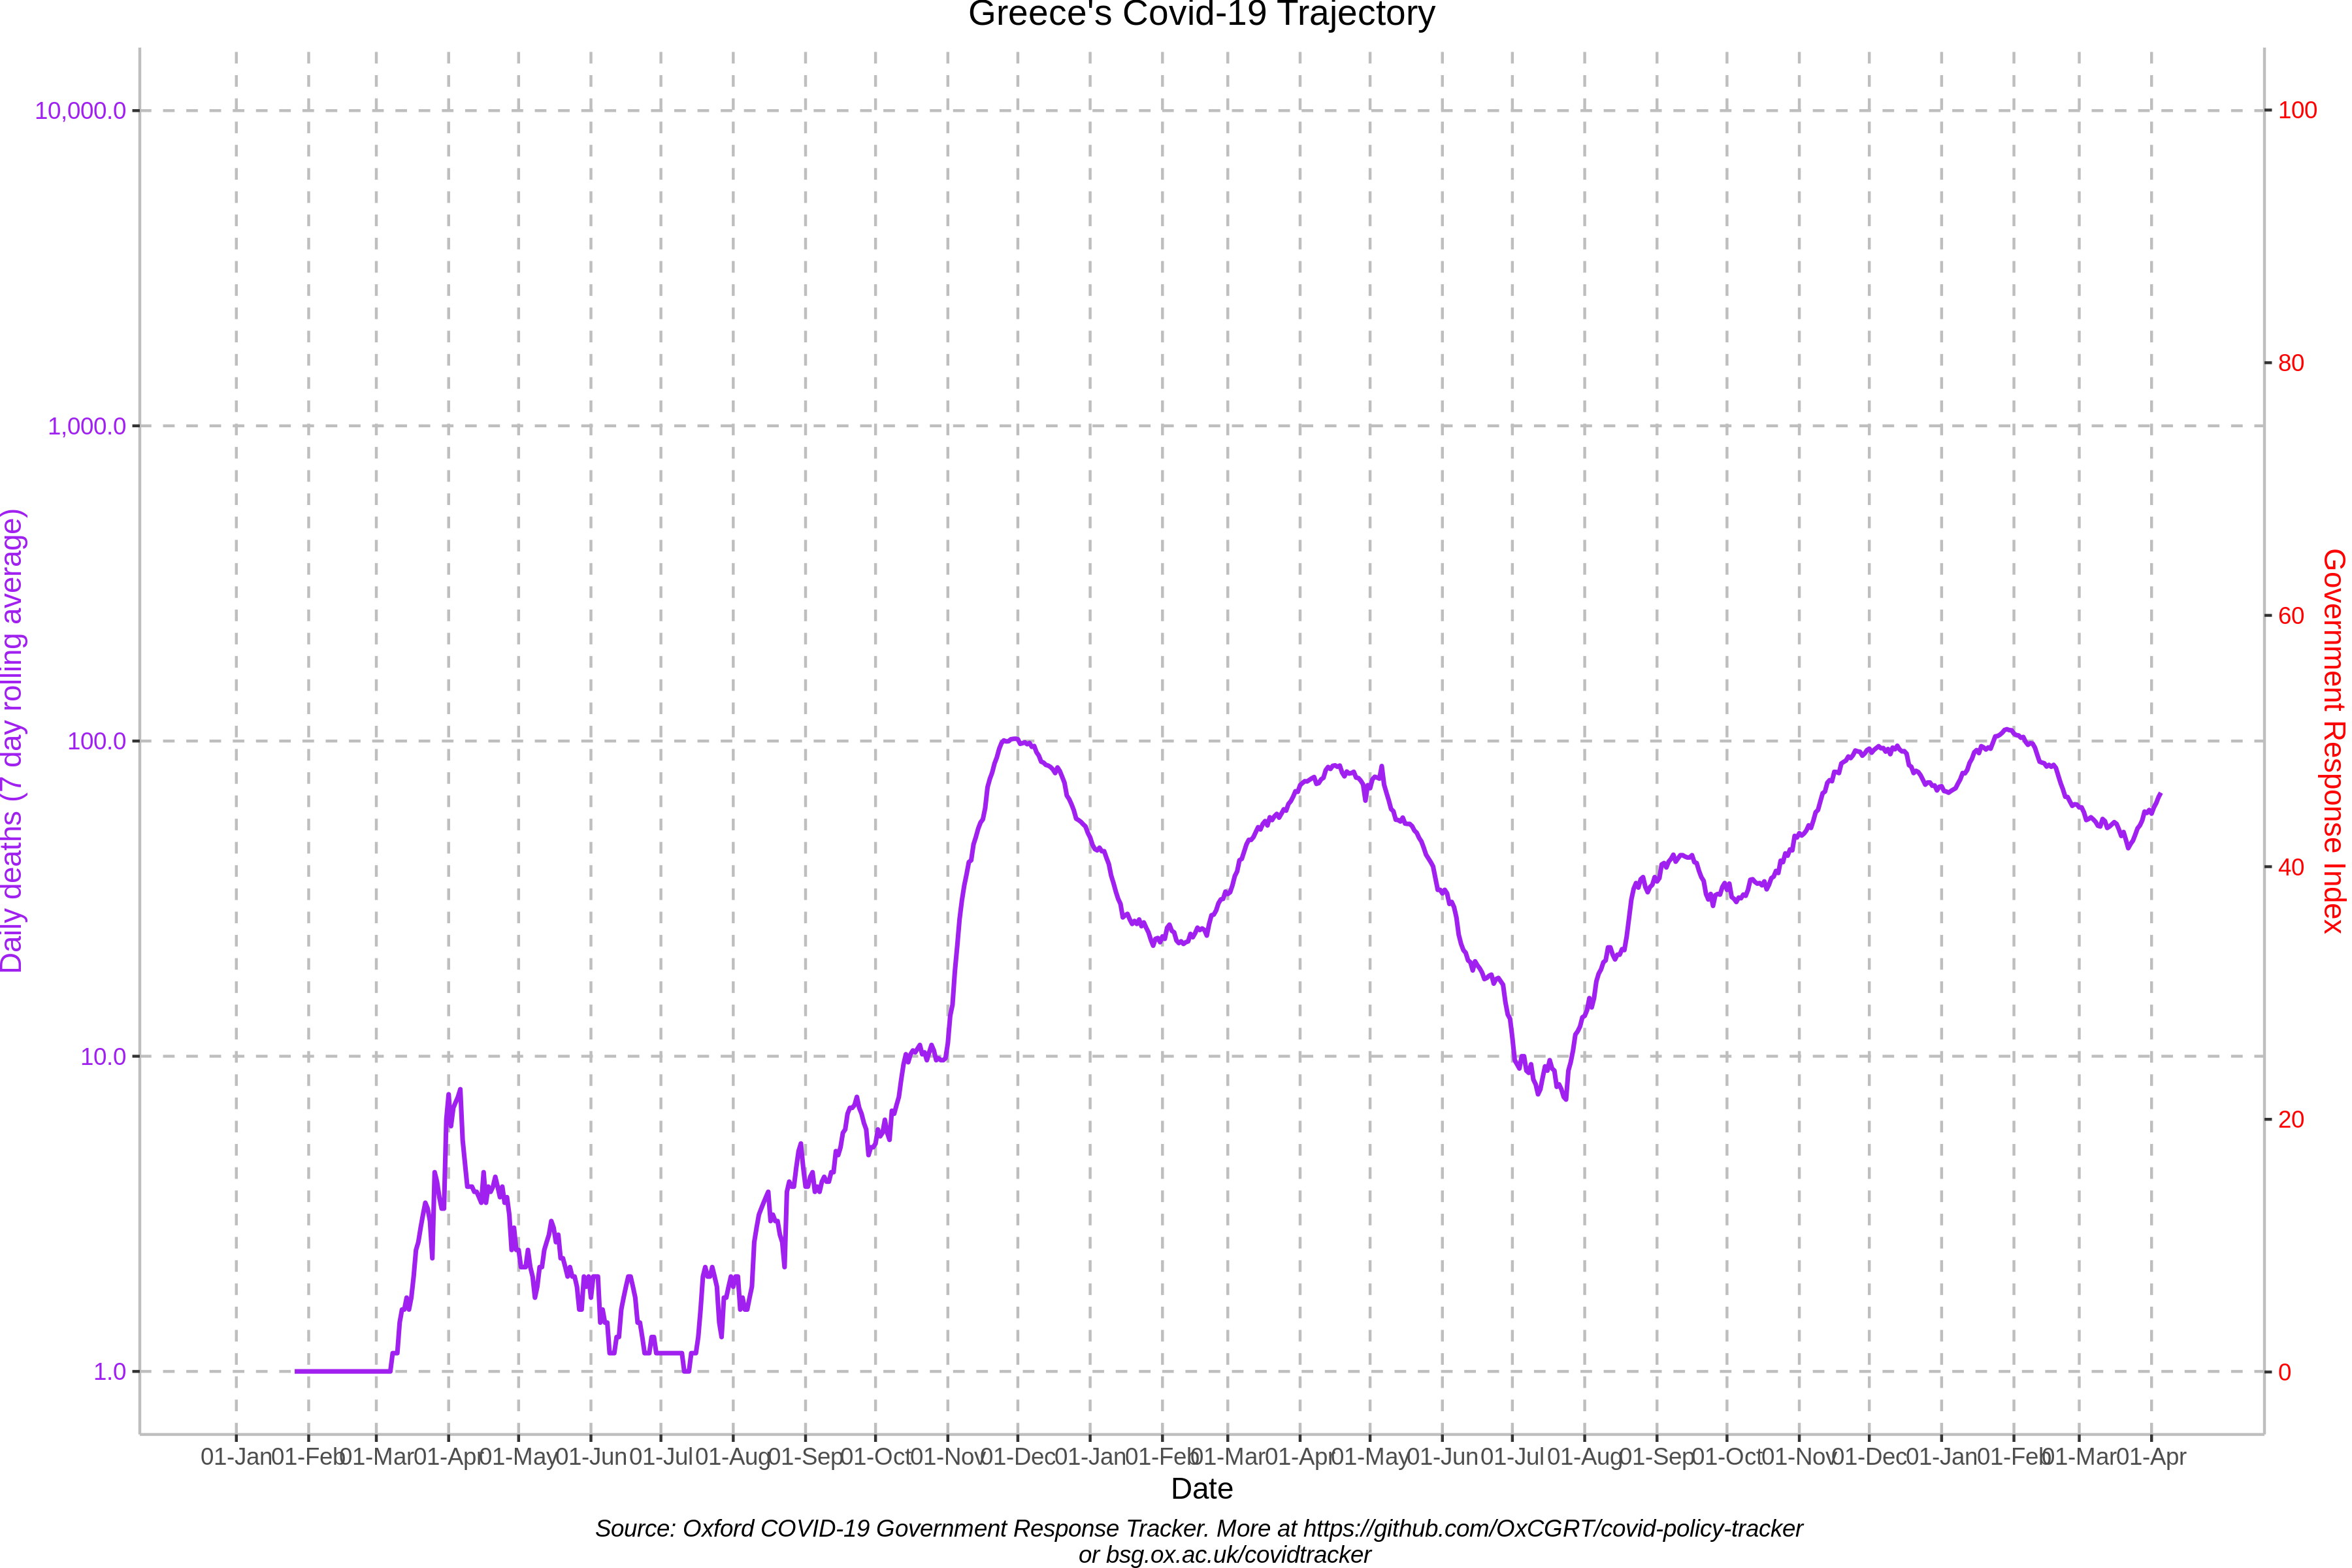 Greece's Covid-19 Trajectory
10,000.0
1,000.0
100.0
10.0
1.0
Daily deaths (7 day rolling average)
100
80
60
40
20
0
Government Response Index
01-Jan 01-Feb 01-Mar 01-Apr 01-May 01-Jun 01-Jul 01-Aug 01-Sep 01-Oct 01-Nov 01-Dec 01-Jan 01-Feb 01-Mar 01-Apr 01-May 01-Jun 01-Jul 01-Aug 01-Sep 01-Oct 01-Nov 01-Dec 01-Jan 01-Feb 01-Mar 01-Apr
Date
Source: Oxford COVID-19 Government Response Tracker. More at https://github.com/OxCGRT/covid-policy-tracker
or bsg.ox.ac.uk/covidtracker